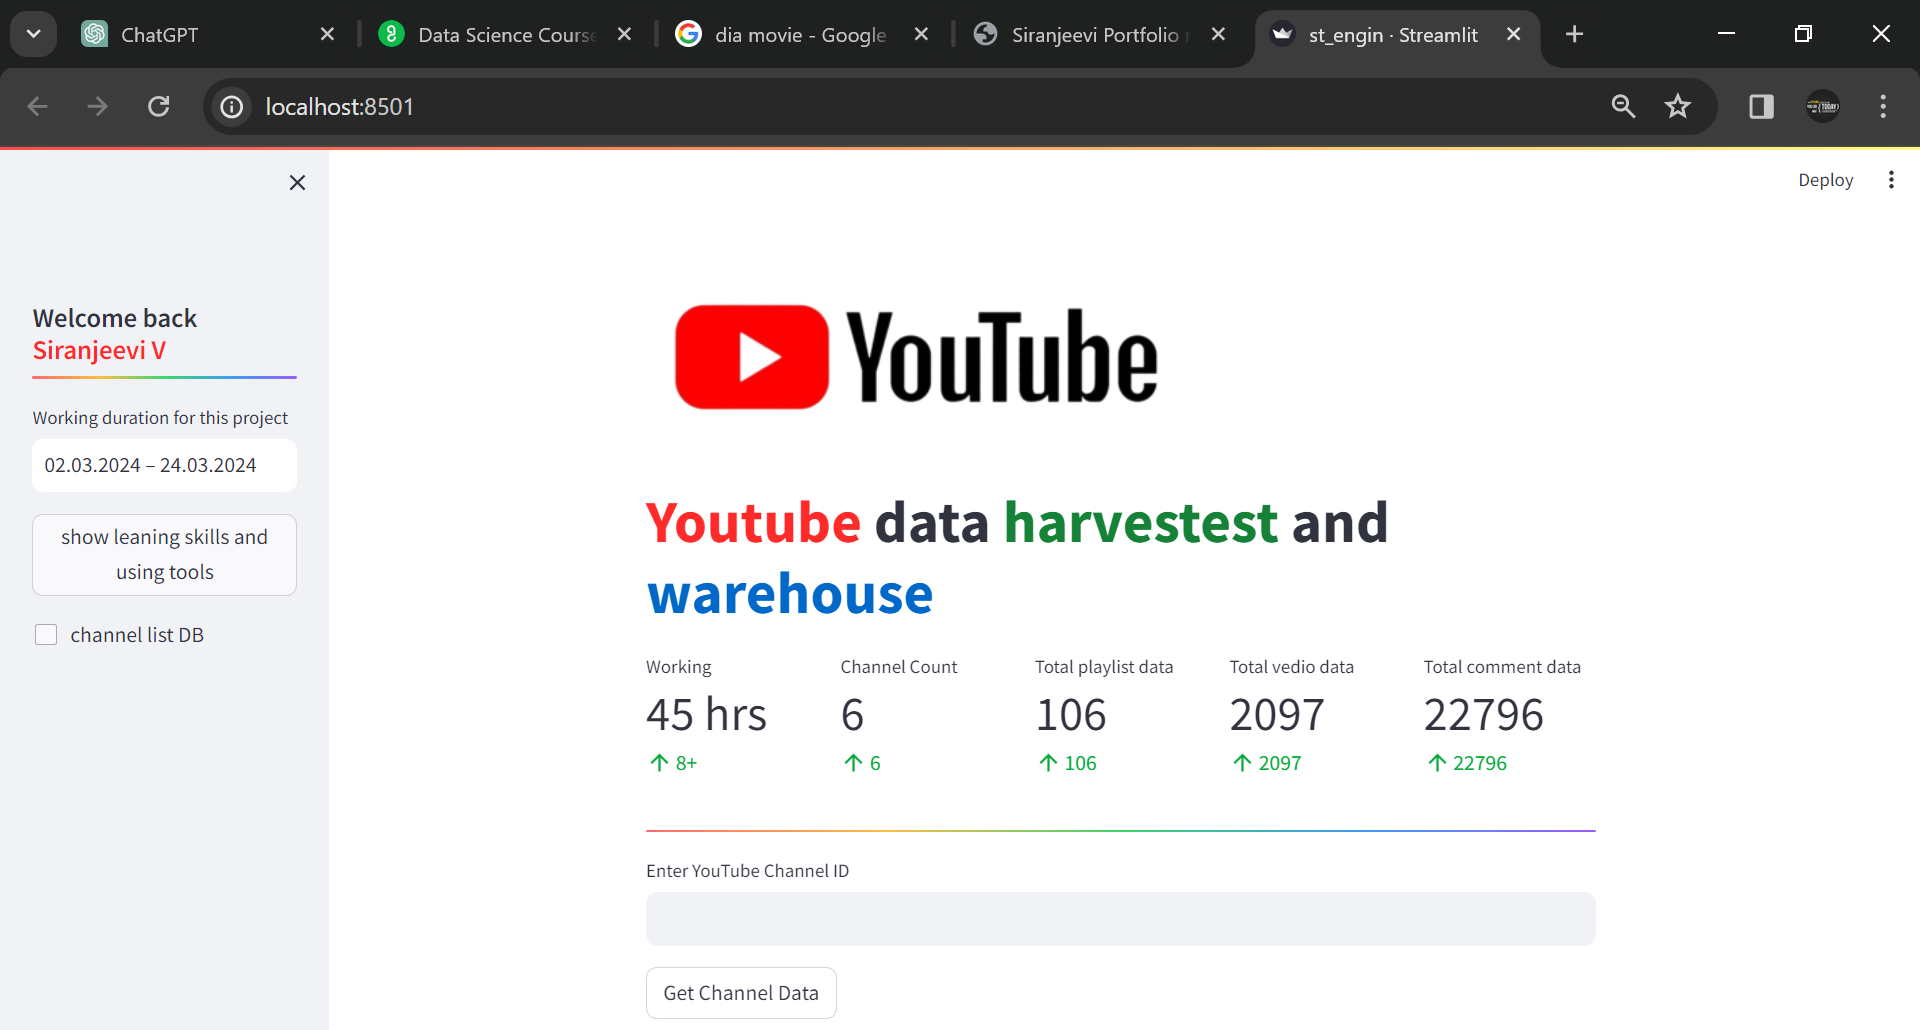 ChatGPT
Data Science Course
dia movie - Google
Siranjeevi Portfolio
st_engin · Streamlit
localhost:8501
Deploy
Welcome back
Siranjeevi V
Working duration for this project
02.03.2024 – 24.03.2024
show leaning skills and
using tools
channel list DB
YouTube
Youtube data harvestest and
warehouse
Working
45 hrs
↑ 8+
Channel Count
6
↑ 6
Total playlist data
106
↑ 106
Total vedio data
2097
↑ 2097
Total comment data
22796
↑ 22796
Enter YouTube Channel ID
Get Channel Data